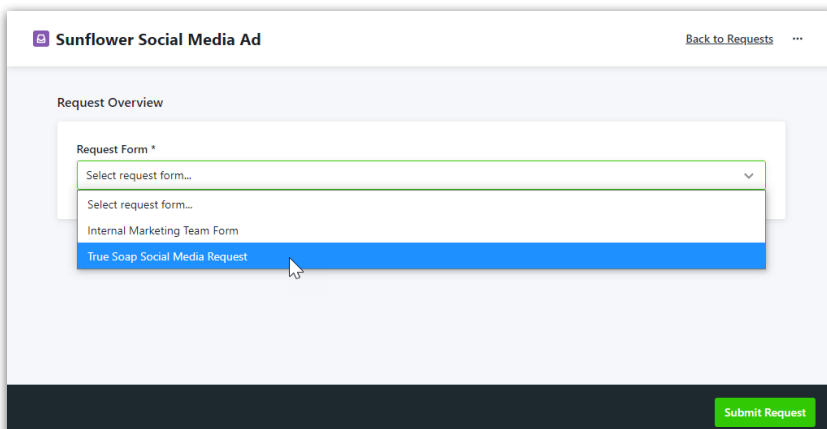 Sunflower Social Media Ad
Back to Requests
Request Overview
Request Form *
Select request form...
Select request form...
Internal Marketing Team Form
True Soap Social Media Request
Submit Request